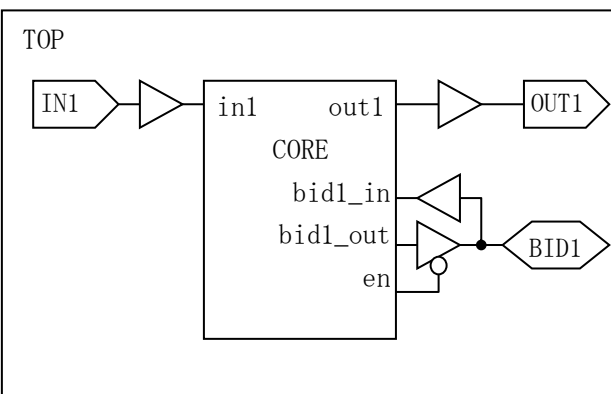 TOP
IN1
in1
out1
OUT1
CORE
bid1_in
bid1_out
BID1
en